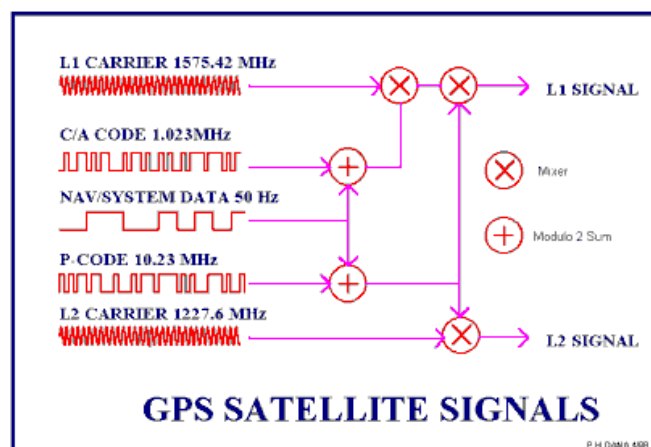 L1 CARRIER 1575.42 MHz
L1 SIGNAL
C/A CODE 1.023MHz
Mixer
NAV/SYSTEM DATA 50 Hz
Modulo 2 Sum
P-CODE 10.23 MHz
L2 CARRIER 1227.6 MHz
L2 SIGNAL
GPS SATELLITE SIGNALS